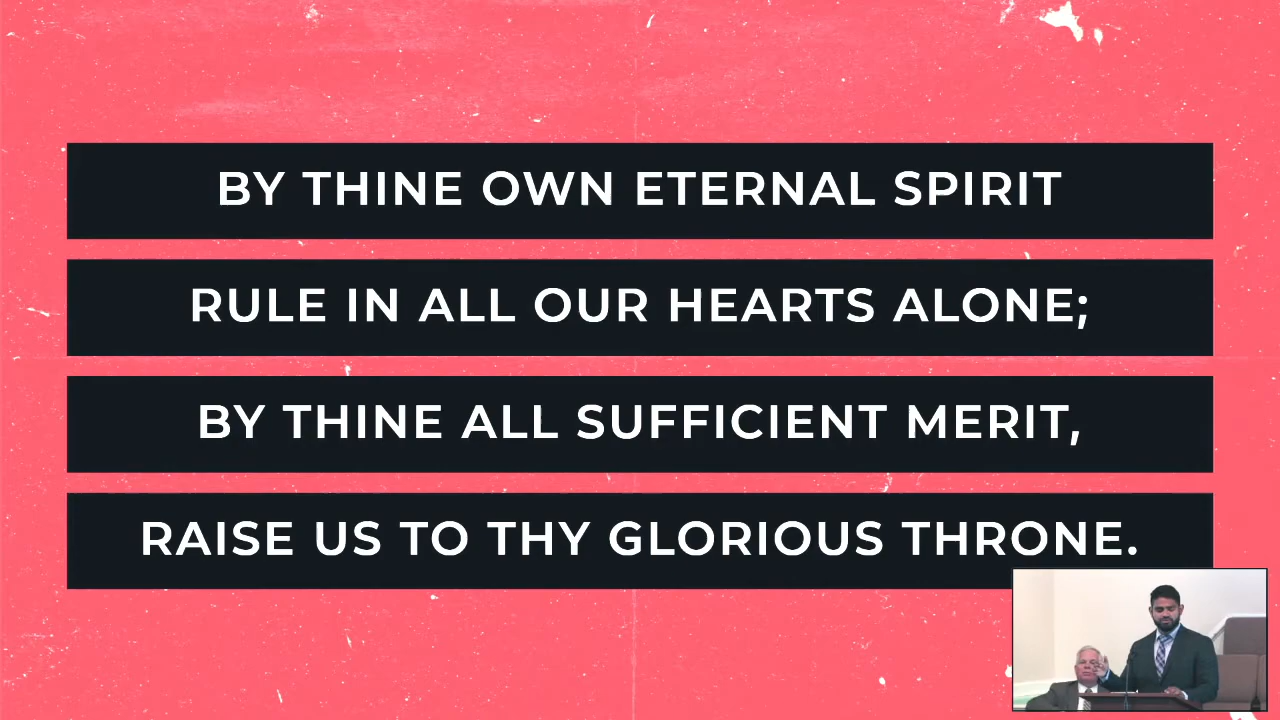 BY THINE OWN ETERNAL SPIRIT
RULE IN ALL OUR HEARTS ALONE;
BY THINE ALL SUFFICIENT MERIT,
RAISE US TO THY GLORIOUS THRONE.